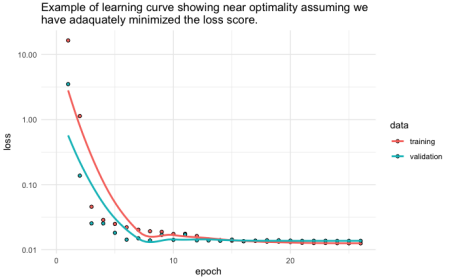 Example of learning curve showing near optimality assuming we
have adaquately minimized the loss score.
10.00
1.00
0.10
0.01
loss
0
10
20
epoch
data
training
validation